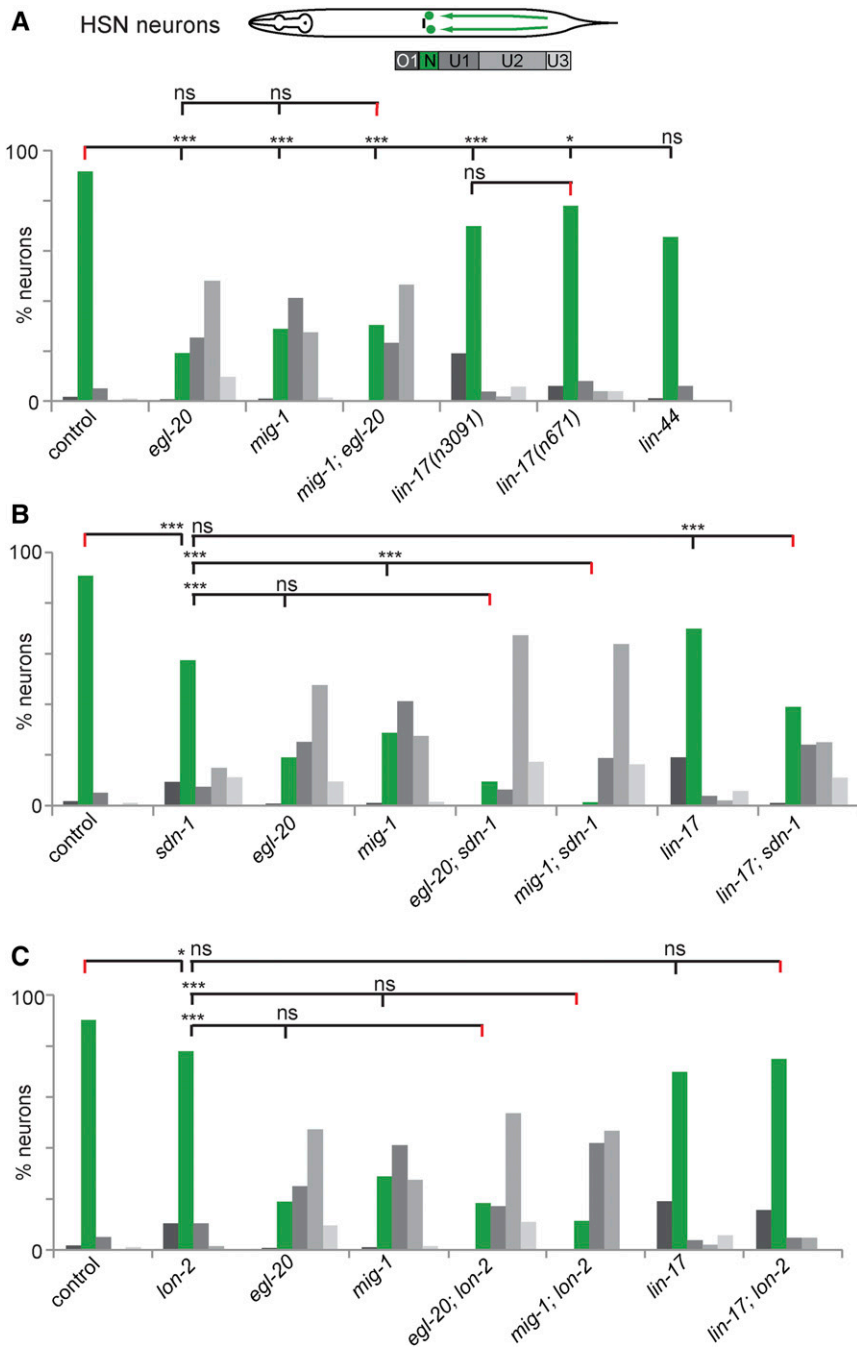 A
HSN neurons
O1 N U1 U2 U3
ns ns
*** *** *** *** * ns
ns
100
% neurons
0
control egl-20 mig-1 mig-1; egl-20 lin-17(n3091) lin-17(n671) lin-44
B
*** ns ***
*** ***
*** ns
100
% neurons
0
control sdn-1 egl-20 mig-1 egl-20; sdn-1 mig-1; sdn-1 lin-17 lin-17; sdn-1
C
* ns ns
*** ns
*** ns
100
% neurons
0
control lon-2 egl-20 mig-1 egl-20; lon-2 mig-1; lon-2 lin-17 lin-17; lon-2